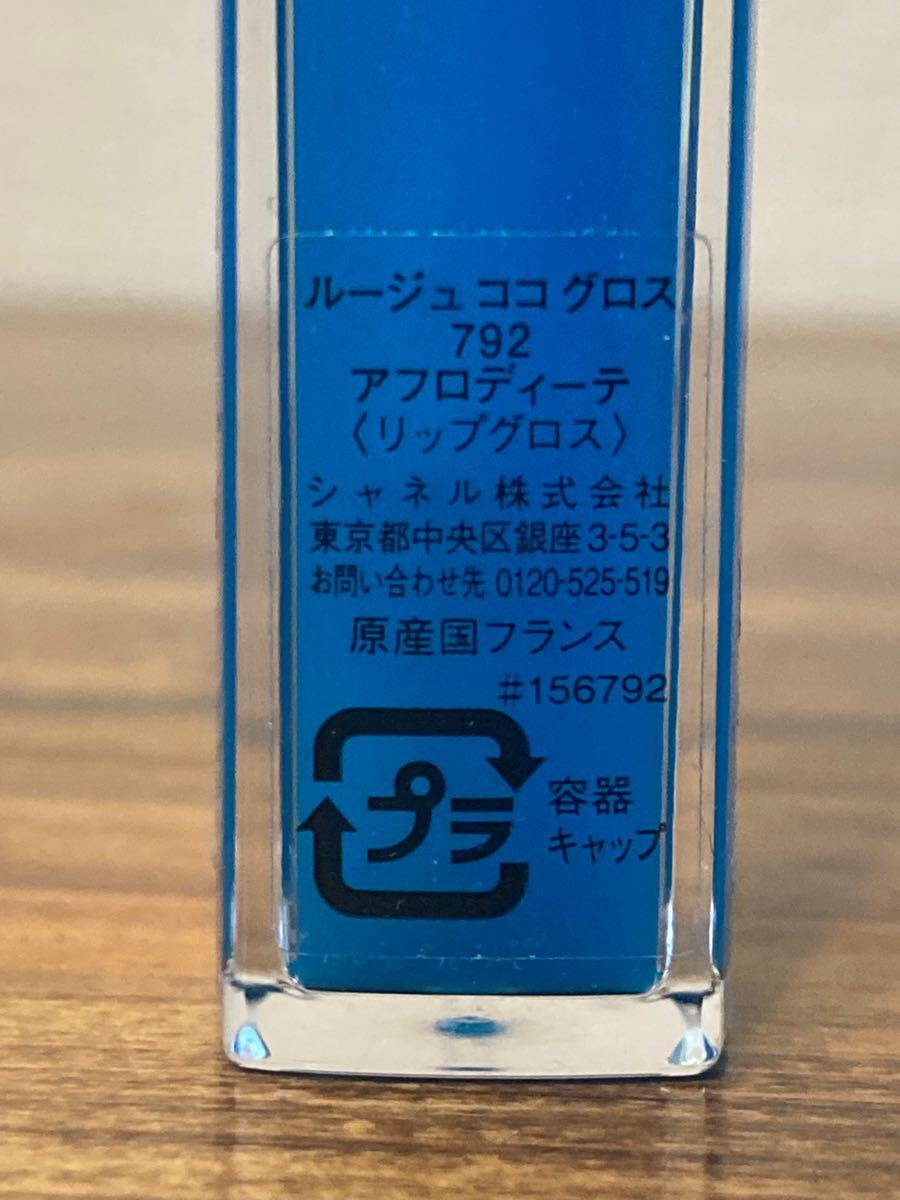 ルージュ ココ グロス
792
アフロディーテ
〈リップグロス〉
シャネル株式会社
東京都中央区銀座3-5-3
お問い合わせ先 0120-525-519
原産国フランス
#156792
プラ
容器
キャップ